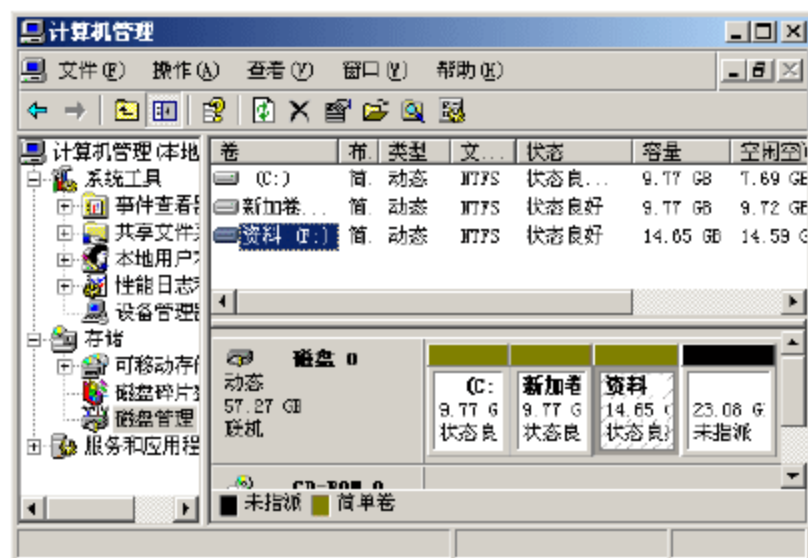 计算机管理
文件(F) 操作(A) 查看(V) 窗口(W) 帮助(H)
计算机管理(本地
系统工具
事件查看器
共享文件夹
本地用户
性能日志
设备管理
存储
可移动存储
磁盘碎片
磁盘管理
服务和应用程
卷 布. 类型 文... 状态 容量 空闲空
(C:) 简. 动态 NTFS 状态良... 9.77 GB 7.69 GB
新加卷... 简. 动态 NTFS 状态良好 9.77 GB 9.72 GB
资料 (F:) 简. 动态 NTFS 状态良好 14.65 GB 14.59 G
磁盘 0
动态
57.27 GB
联机
(C:
9.77 G
状态良
新加卷
9.77 G
状态良
资料
14.65 G
状态良
23.08 G
未指派
CD-ROM 0
未指派 简单卷